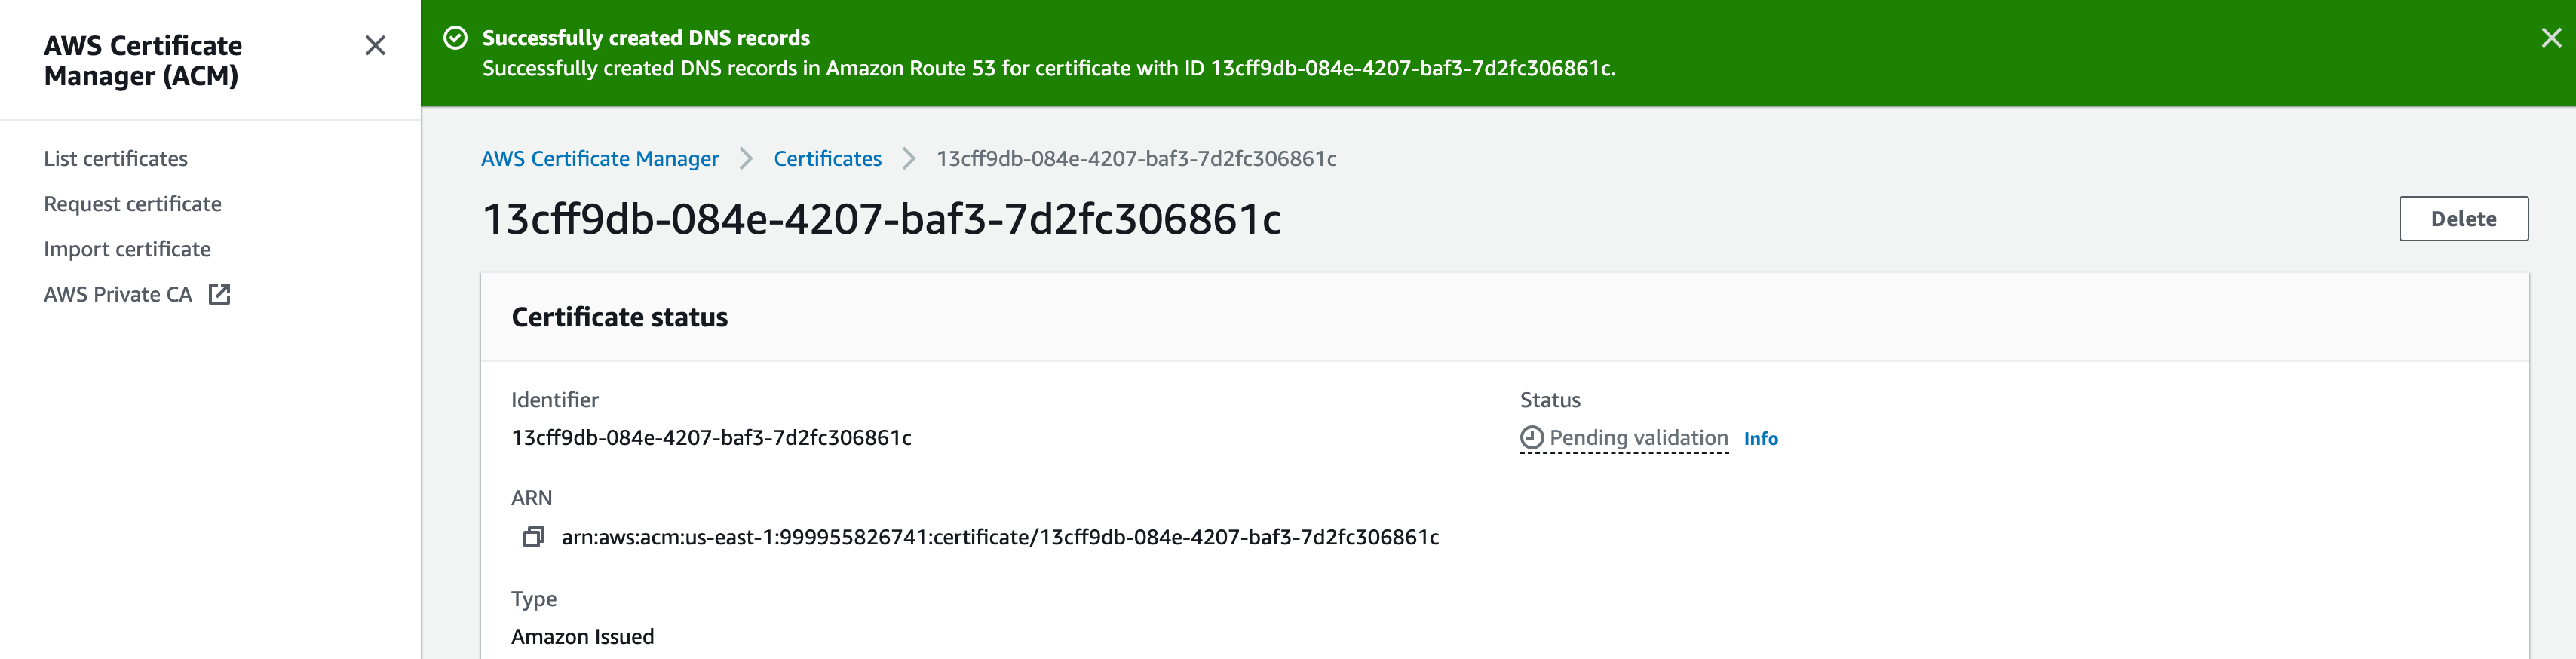 AWS Certificate
Manager (ACM)
List certificates
Request certificate
Import certificate
AWS Private CA
Successfully created DNS records
Successfully created DNS records in Amazon Route 53 for certificate with ID 13cff9db-084e-4207-baf3-7d2fc306861c.
AWS Certificate Manager > Certificates > 13cff9db-084e-4207-baf3-7d2fc306861c
13cff9db-084e-4207-baf3-7d2fc306861c
Delete
Certificate status
Identifier
13cff9db-084e-4207-baf3-7d2fc306861c
Status
Pending validation Info
ARN
arn:aws:acm:us-east-1:999955826741:certificate/13cff9db-084e-4207-baf3-7d2fc306861c
Type
Amazon Issued